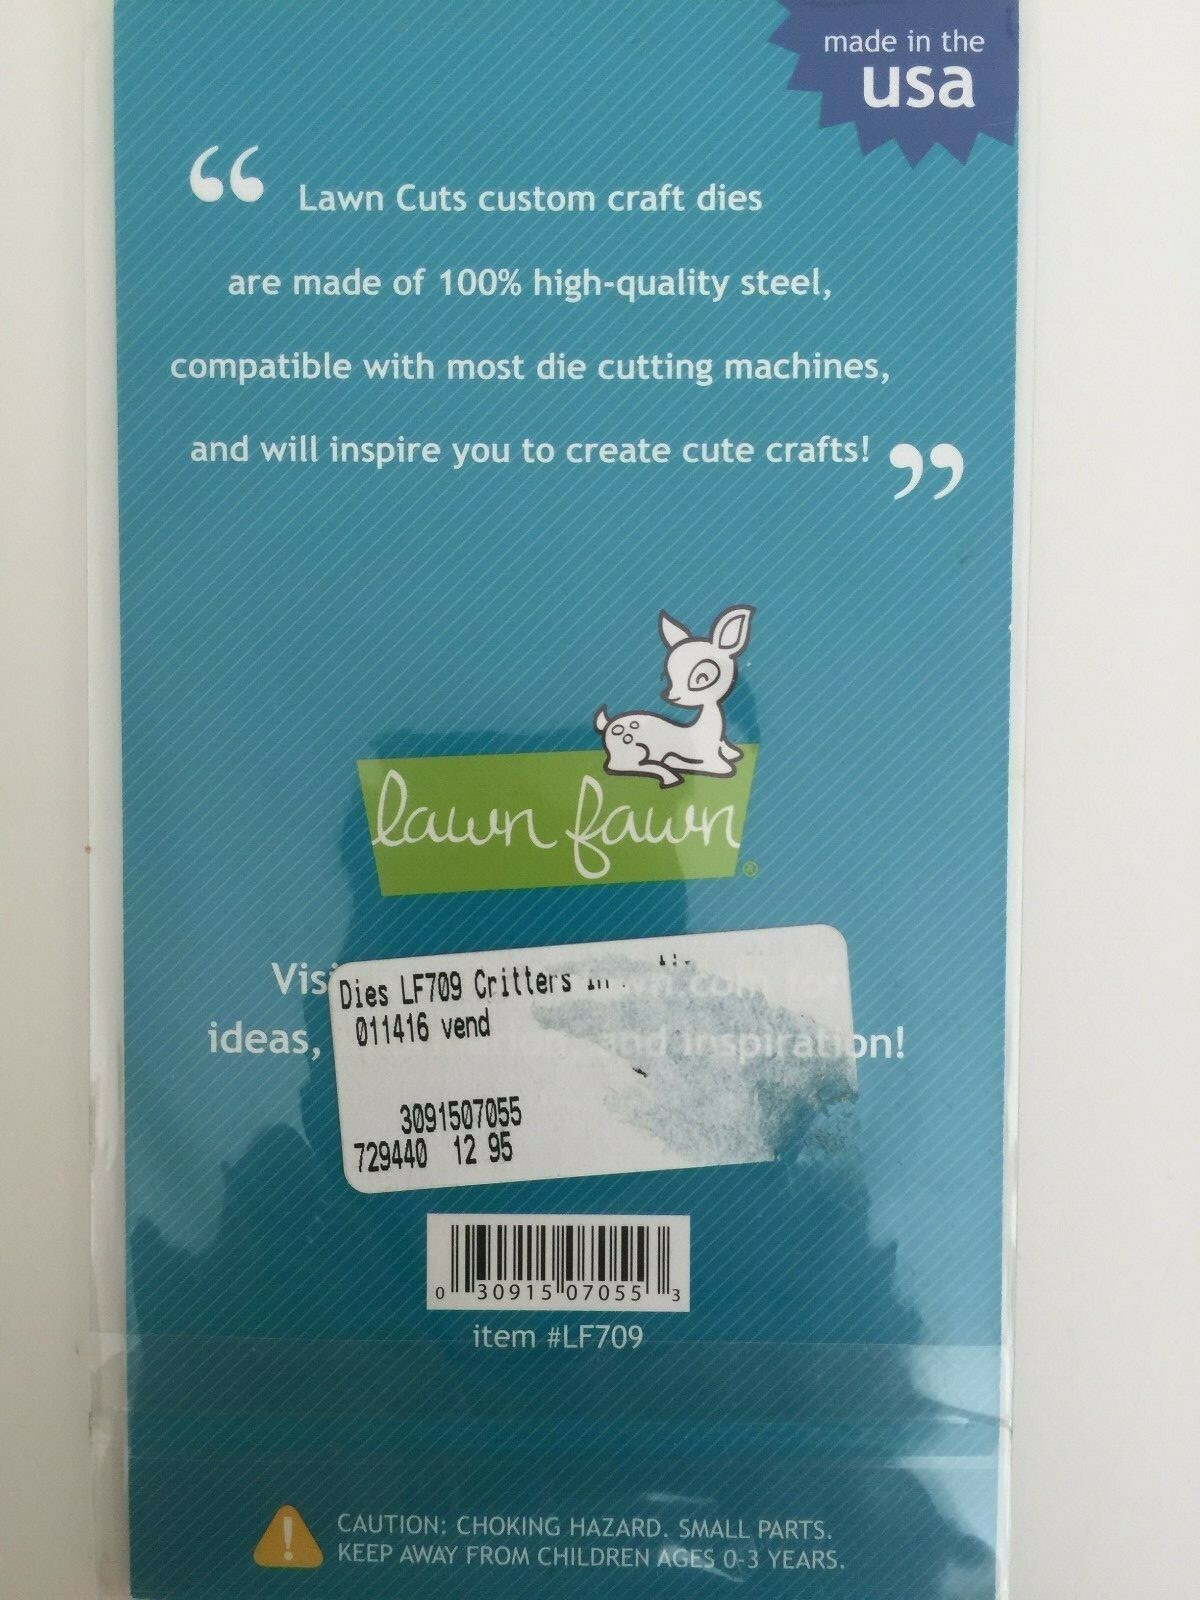 made in the
usa
“ Lawn Cuts custom craft dies
are made of 100% high-quality steel,
compatible with most die cutting machines,
and will inspire you to create cute crafts! ”
lawn fawn®
Dies LF709 Critters
011416 vend
ideas, and inspiration!
3091507055
729440 12 95
0 30915 07055 3
item #LF709
! CAUTION: CHOKING HAZARD. SMALL PARTS.
KEEP AWAY FROM CHILDREN AGES 0-3 YEARS.